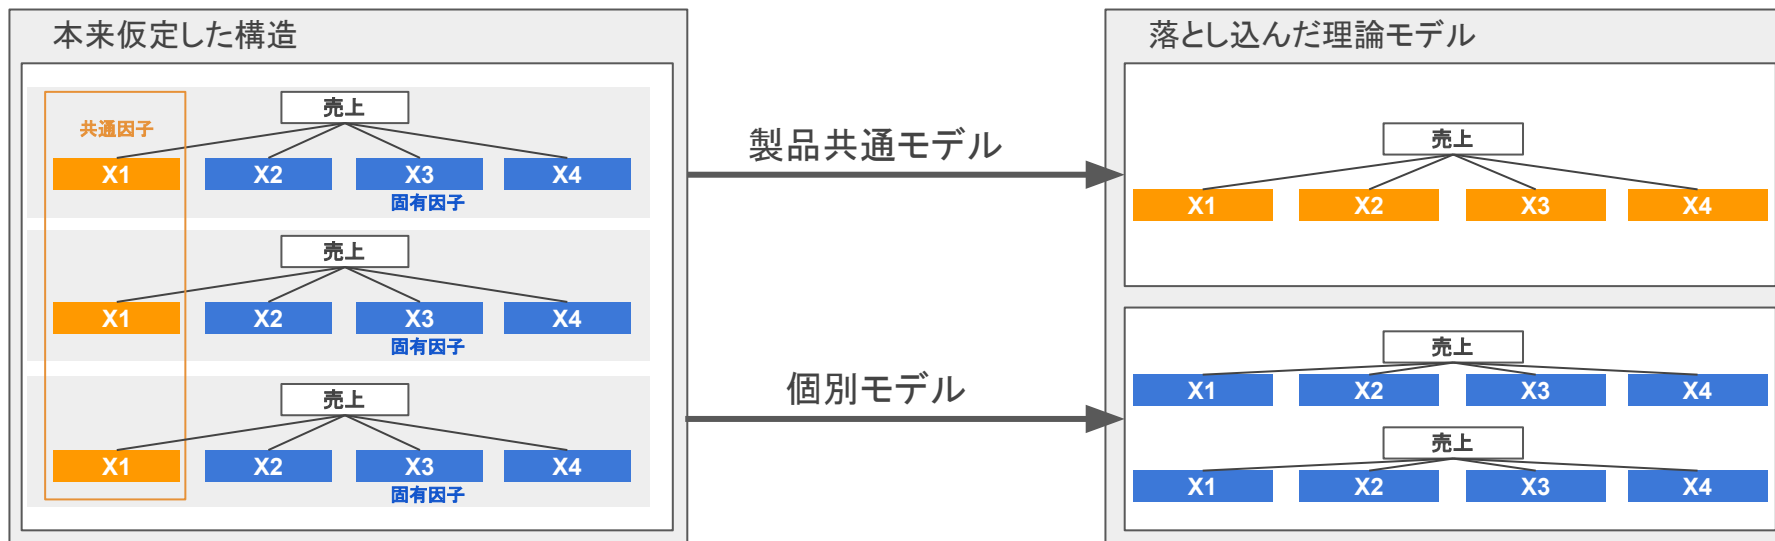 本来仮定した構造
共通因子
売上
X1 X2 X3 X4
固有因子
売上
X1 X2 X3 X4
固有因子
売上
X1 X2 X3 X4
固有因子
製品共通モデル
個別モデル
落とし込んだ理論モデル
売上
X1 X2 X3 X4
売上
X1 X2 X3 X4
売上
X1 X2 X3 X4